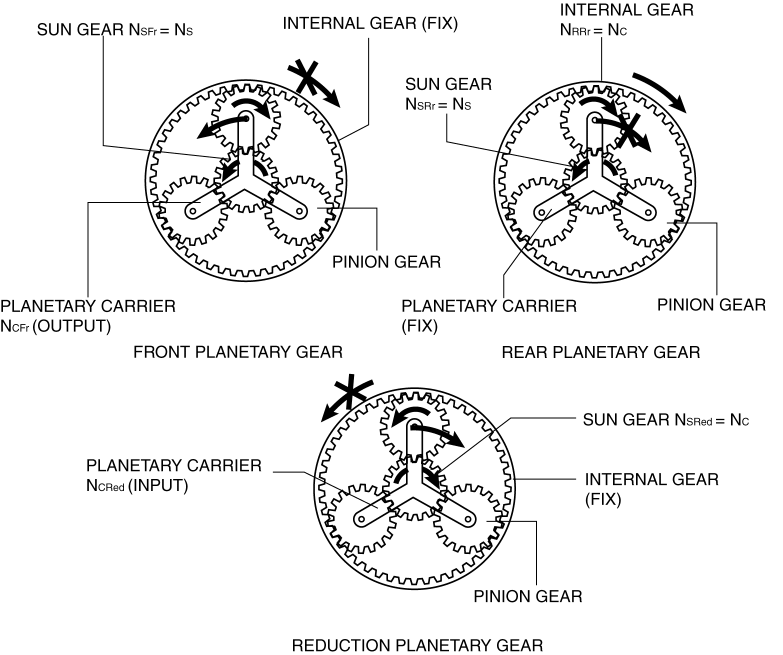 SUN GEAR NSFr = NS
INTERNAL GEAR (FIX)
PINION GEAR
PLANETARY CARRIER
NCFr (OUTPUT)
FRONT PLANETARY GEAR
INTERNAL GEAR
NRRr = NC
SUN GEAR
NSRr = NS
PLANETARY CARRIER
(FIX)
PINION GEAR
REAR PLANETARY GEAR
SUN GEAR NSRed = NC
PLANETARY CARRIER
NCRed (INPUT)
INTERNAL GEAR
(FIX)
PINION GEAR
REDUCTION PLANETARY GEAR